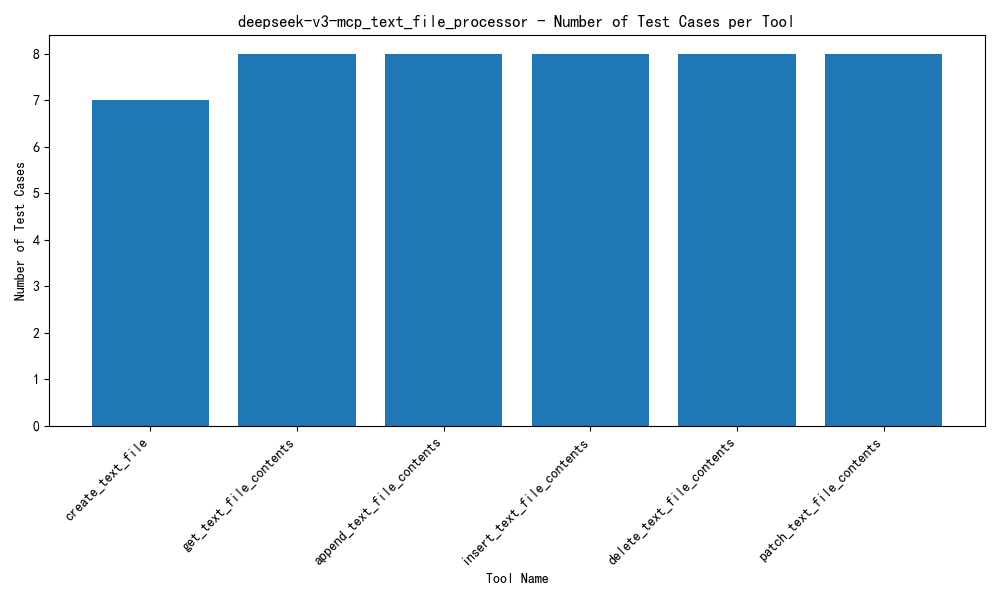 deepseek-v3-mcp_text_file_processor - Number of Test Cases per Tool
Number of Test Cases
8
7
6
5
4
3
2
1
0
create_text_file
get_text_file_contents
append_text_file_contents
insert_text_file_contents
delete_text_file_contents
patch_text_file_contents
Tool Name